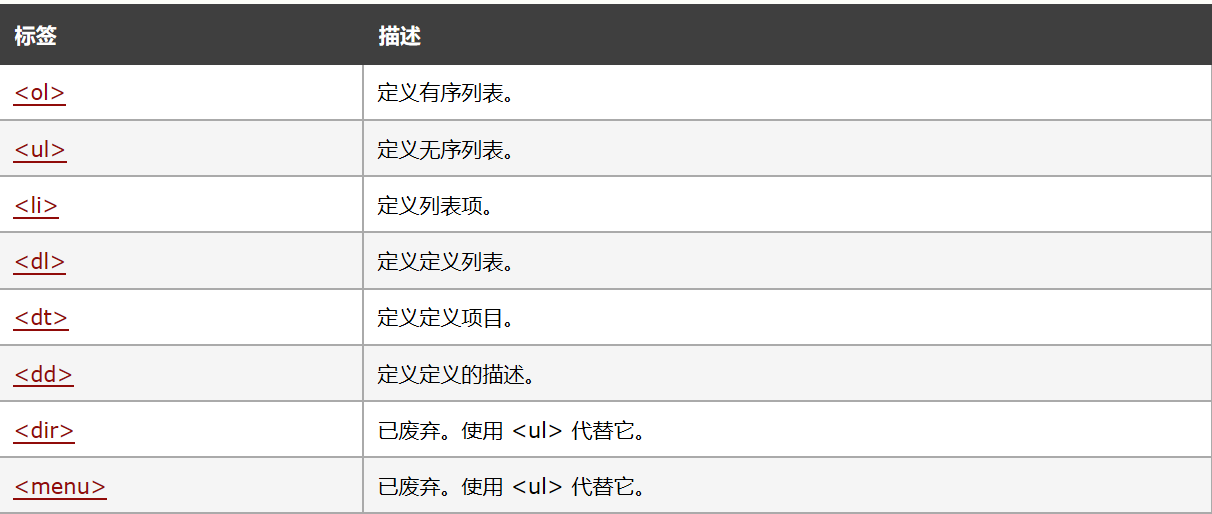 标签 描述
<ol> 定义有序列表。
<ul> 定义无序列表。
<li> 定义列表项。
<dl> 定义定义列表。
<dt> 定义定义项目。
<dd> 定义定义的描述。
<dir> 已废弃。使用 <ul> 代替它。
<menu> 已废弃。使用 <ul> 代替它。